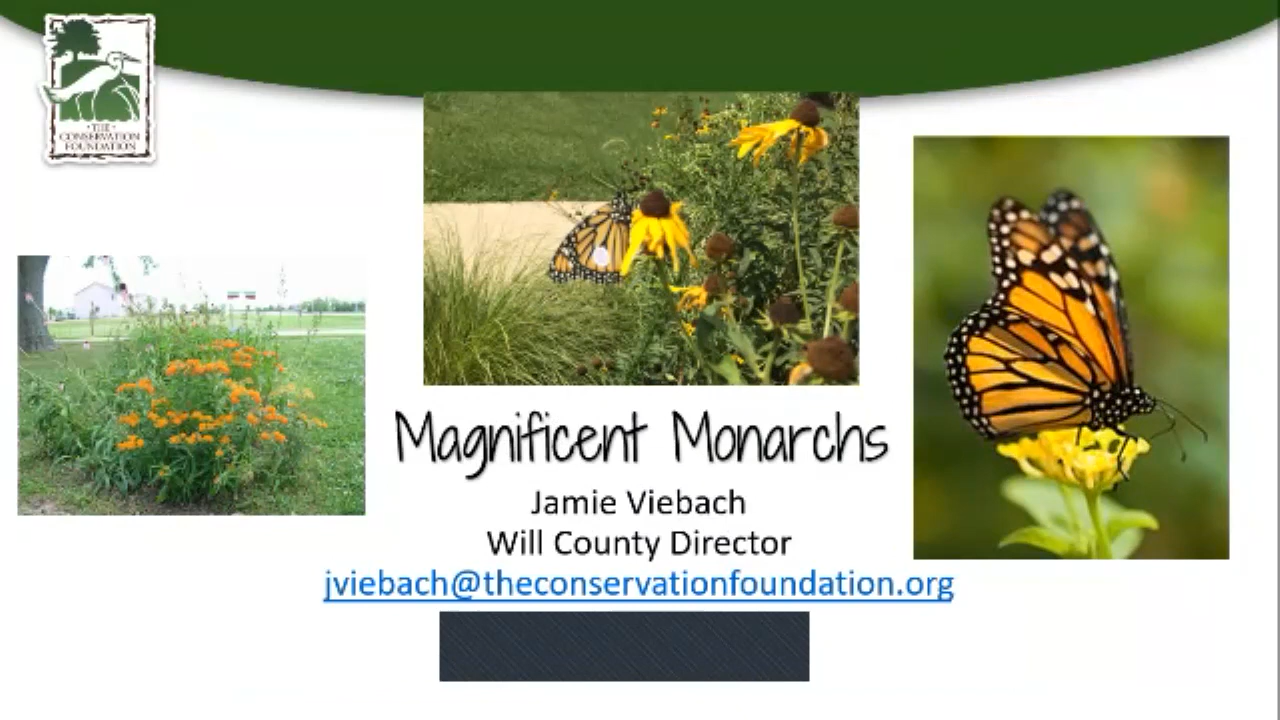 · THE ·
CONSERVATION
FOUNDATION
Magnificent Monarchs
Jamie Viebach
Will County Director
jviebach@theconservationfoundation.org